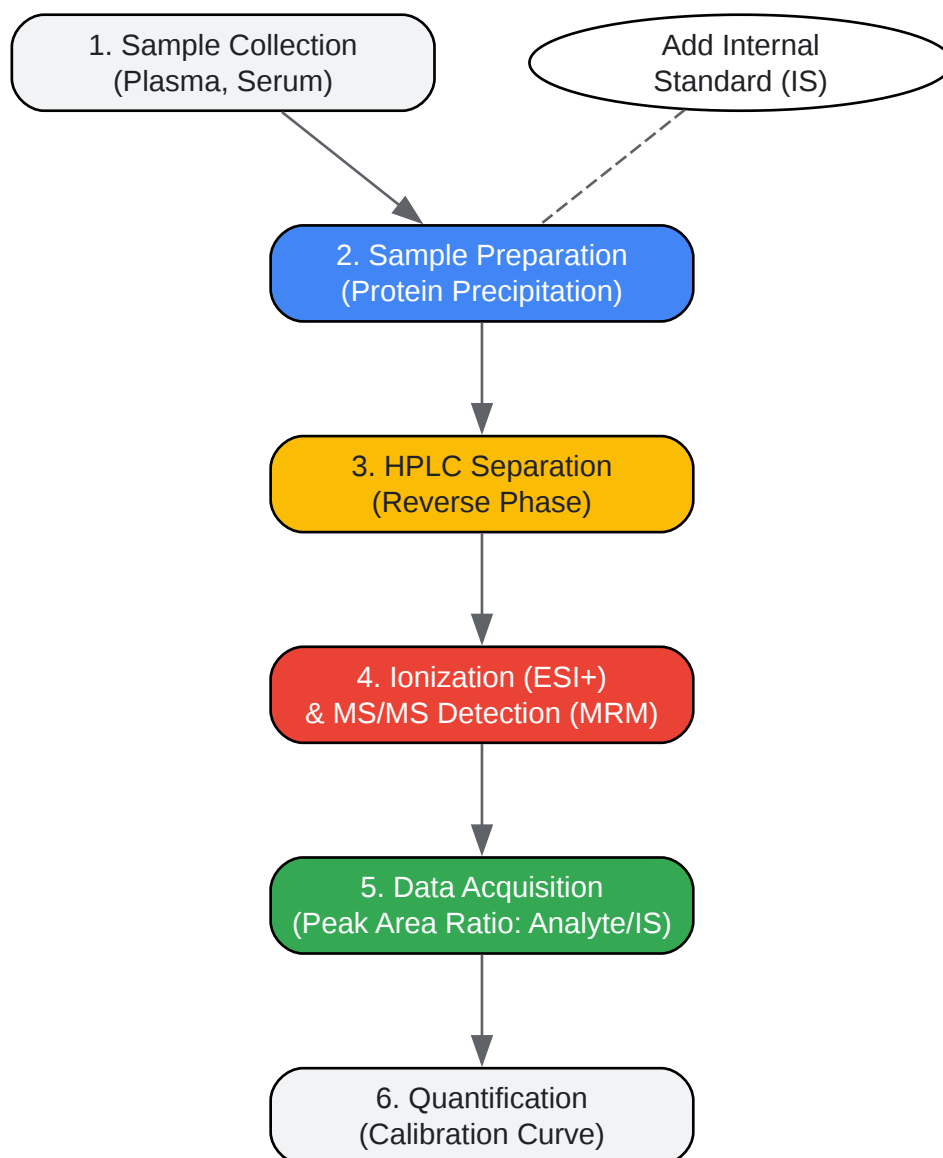 1. Sample Collection
(Plasma, Serum)
Add Internal
Standard (IS)
2. Sample Preparation
(Protein Precipitation)
3. HPLC Separation
(Reverse Phase)
4. Ionization (ESI+)
& MS/MS Detection (MRM)
5. Data Acquisition
(Peak Area Ratio: Analyte/IS)
6. Quantification
(Calibration Curve)